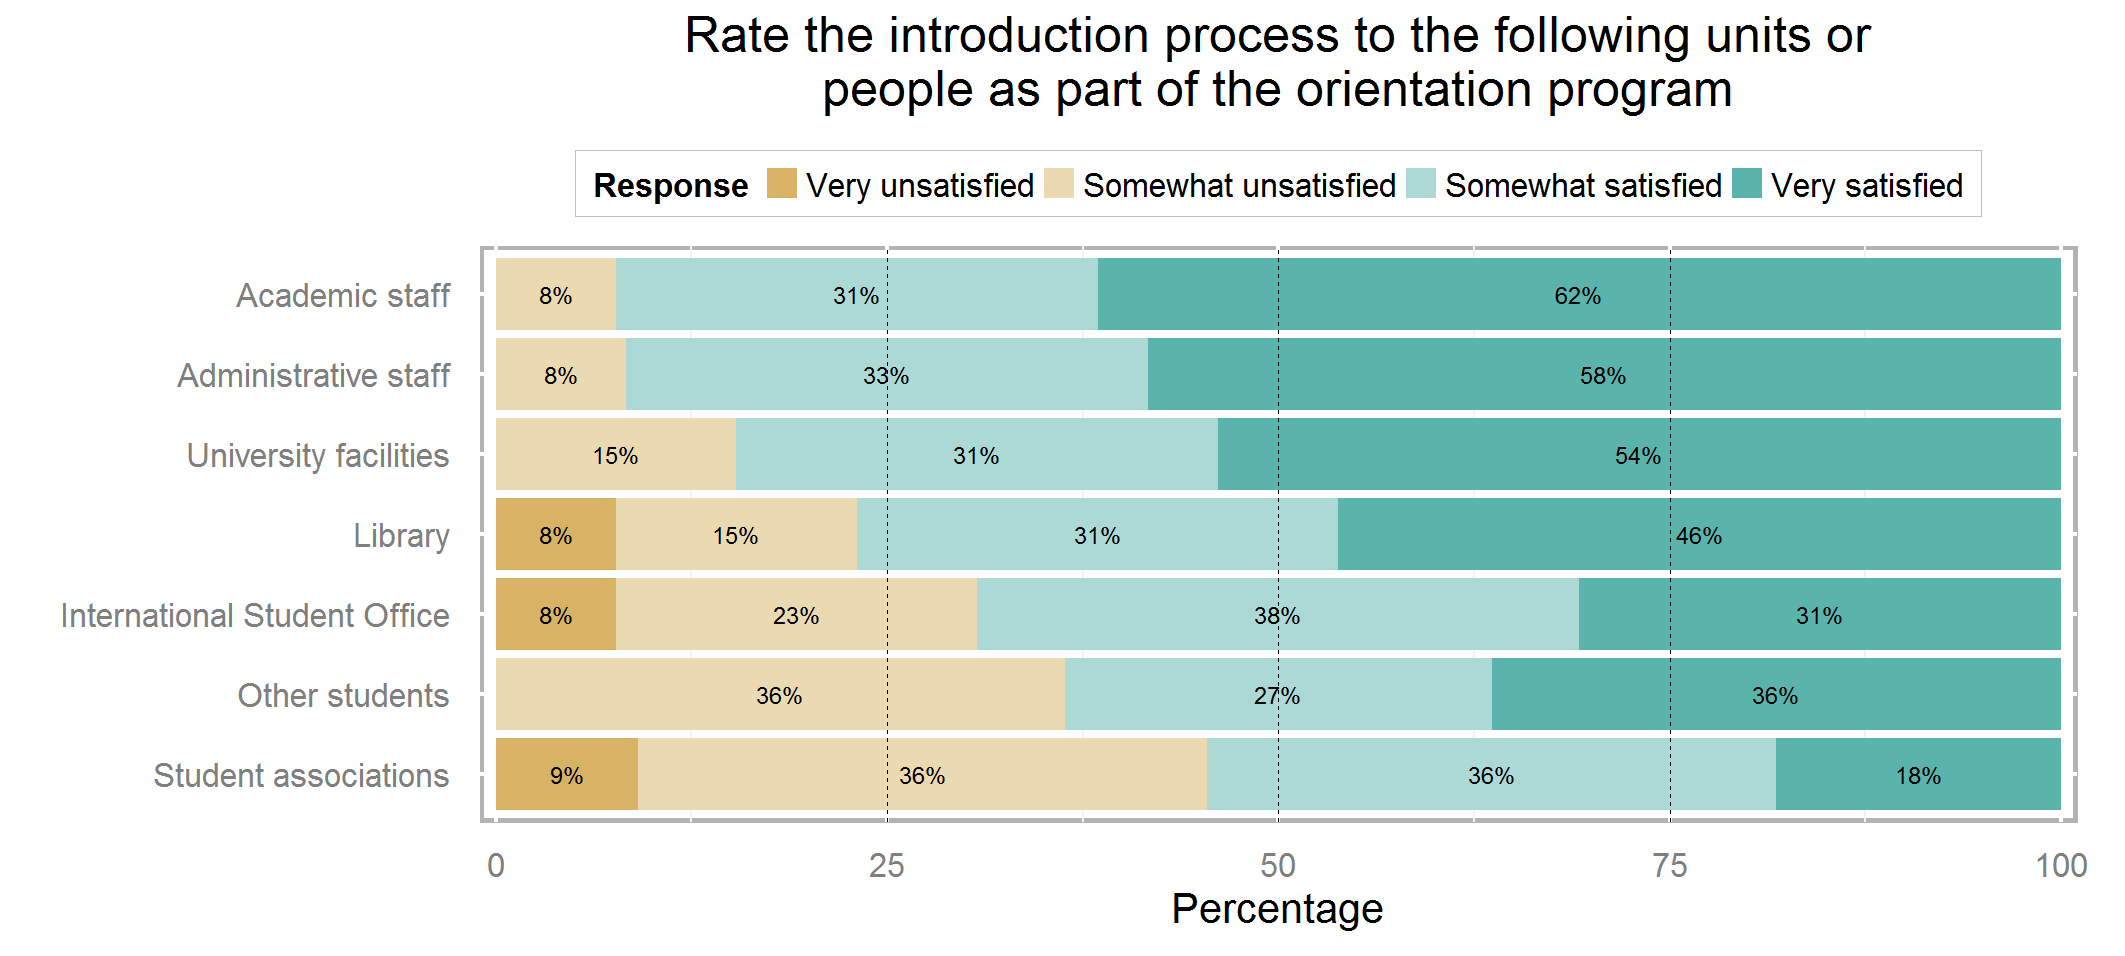 Rate the introduction process to the following units or
people as part of the orientation program
Response Very unsatisfied Somewhat unsatisfied Somewhat satisfied Very satisfied
Academic staff 8% 31% 62%
Administrative staff 8% 33% 58%
University facilities 15% 31% 54%
Library 8% 15% 31% 46%
International Student Office 8% 23% 38% 31%
Other students 36% 27% 36%
Student associations 9% 36% 36% 18%
0 25 50 75 100
Percentage